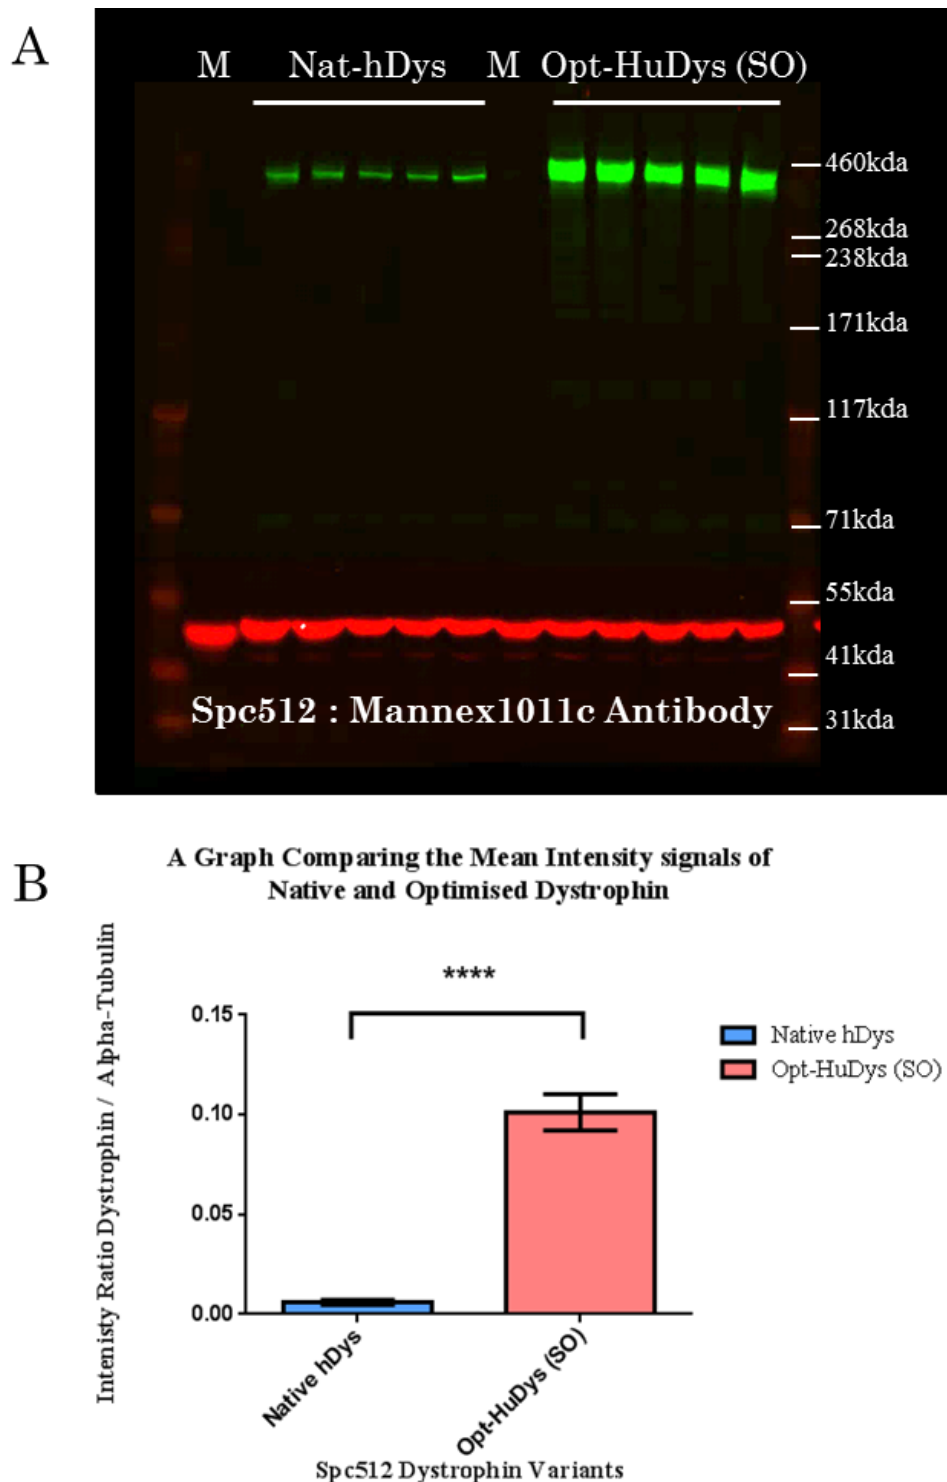 A
M Nat-hDys M Opt-HuDys (SO)
460kda
268kda
238kda
171kda
117kda
71kda
55kda
41kda
31kda
Spc512 : Mannex1011c Antibody
B
A Graph Comparing the Mean Intensity signals of
Native and Optimised Dystrophin
Intenisty Ratio Dystrophin / Alpha-Tubulin
****
0.15
0.10
0.05
0.00
Native hDys
Opt-HuDys (SO)
Native hDys
Opt-HuDys (SO)
Spc512 Dystrophin Variants